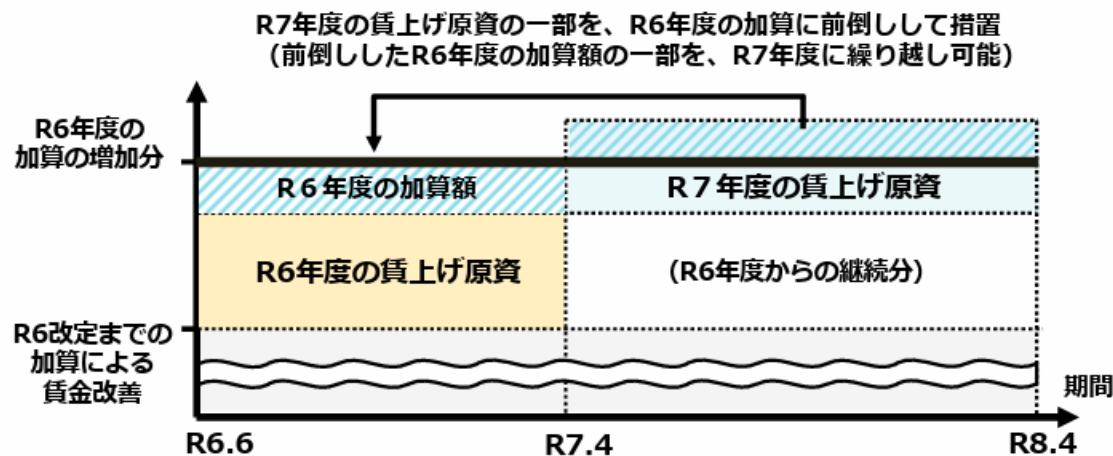 R7年度の賃上げ原資の一部を、R6年度の加算に前倒しして措置
（前倒ししたR6年度の加算額の一部を、R7年度に繰り越し可能）
R6年度の
加算の増加分
R６年度の加算額
R７年度の賃上げ原資
R6年度の賃上げ原資
（R6年度からの継続分）
R6改定までの
加算による
賃金改善
期間
R6.6
R7.4
R8.4